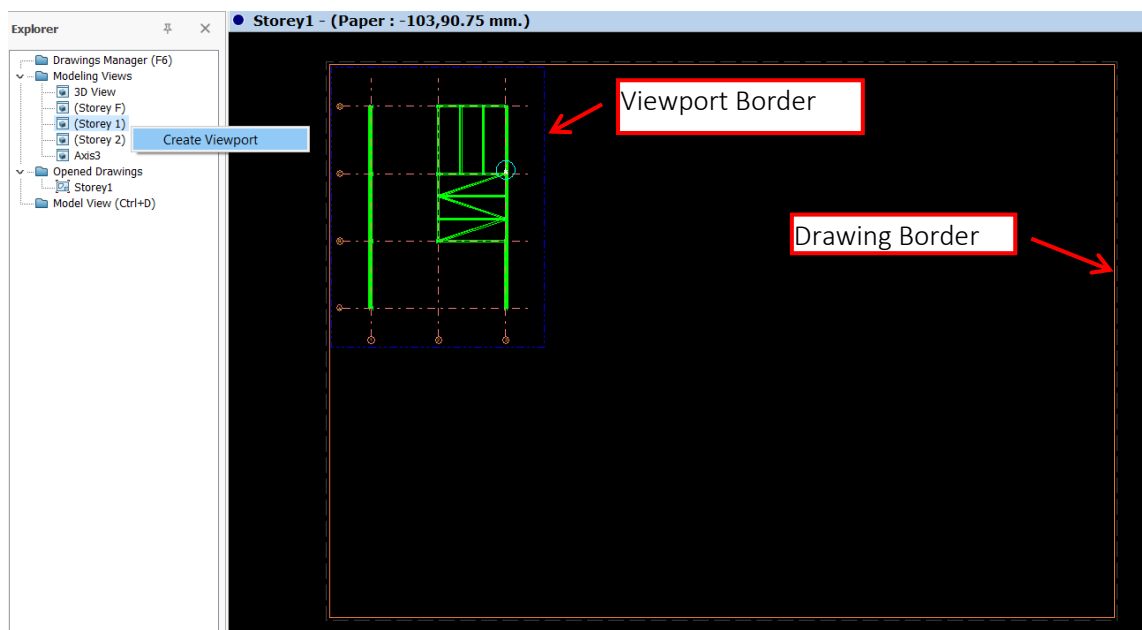 Explorer
Storey1 - (Paper : -103,90.75 mm.)
Drawings Manager (F6)
Modeling Views
3D View
(Storey F)
(Storey 1)
(Storey 2)
Create Viewport
Axis3
Opened Drawings
Storey1
Model View (Ctrl+D)
Viewport Border
Drawing Border